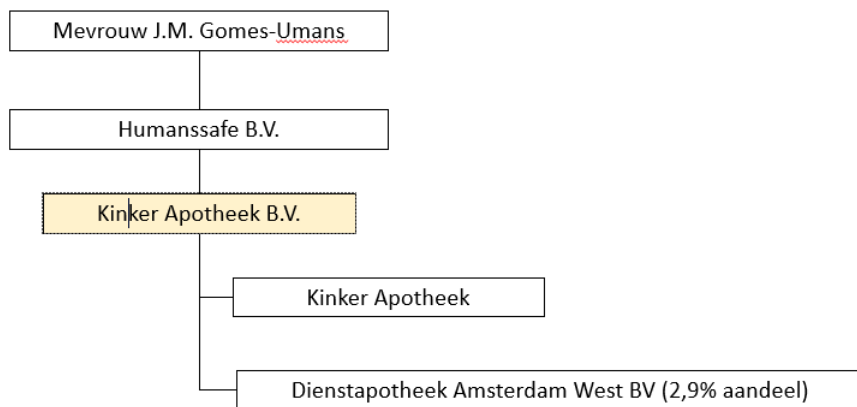 Mevrouw J.M. Gomes-Umans
Humanssafe B.V.
Kinker Apotheek B.V.
Kinker Apotheek
Dienstapotheek Amsterdam West BV (2,9% aandeel)